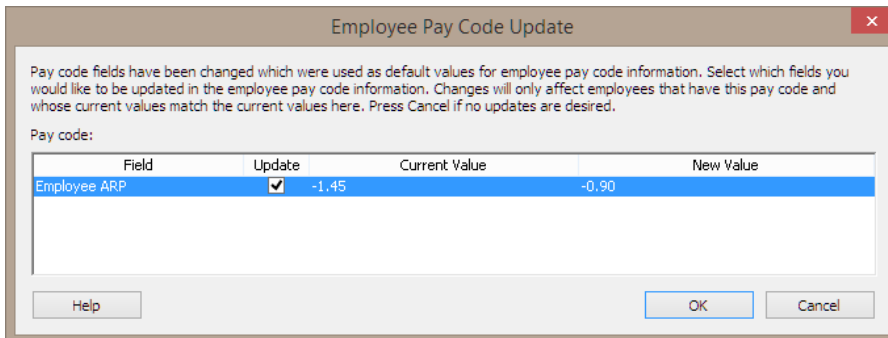 Employee Pay Code Update
Pay code fields have been changed which were used as default values for employee pay code information. Select which fields you
would like to be updated in the employee pay code information. Changes will only affect employees that have this pay code and
whose current values match the current values here. Press Cancel if no updates are desired.
Pay code:
Field Update Current Value New Value
Employee ARP -1.45 -0.90
Help OK Cancel